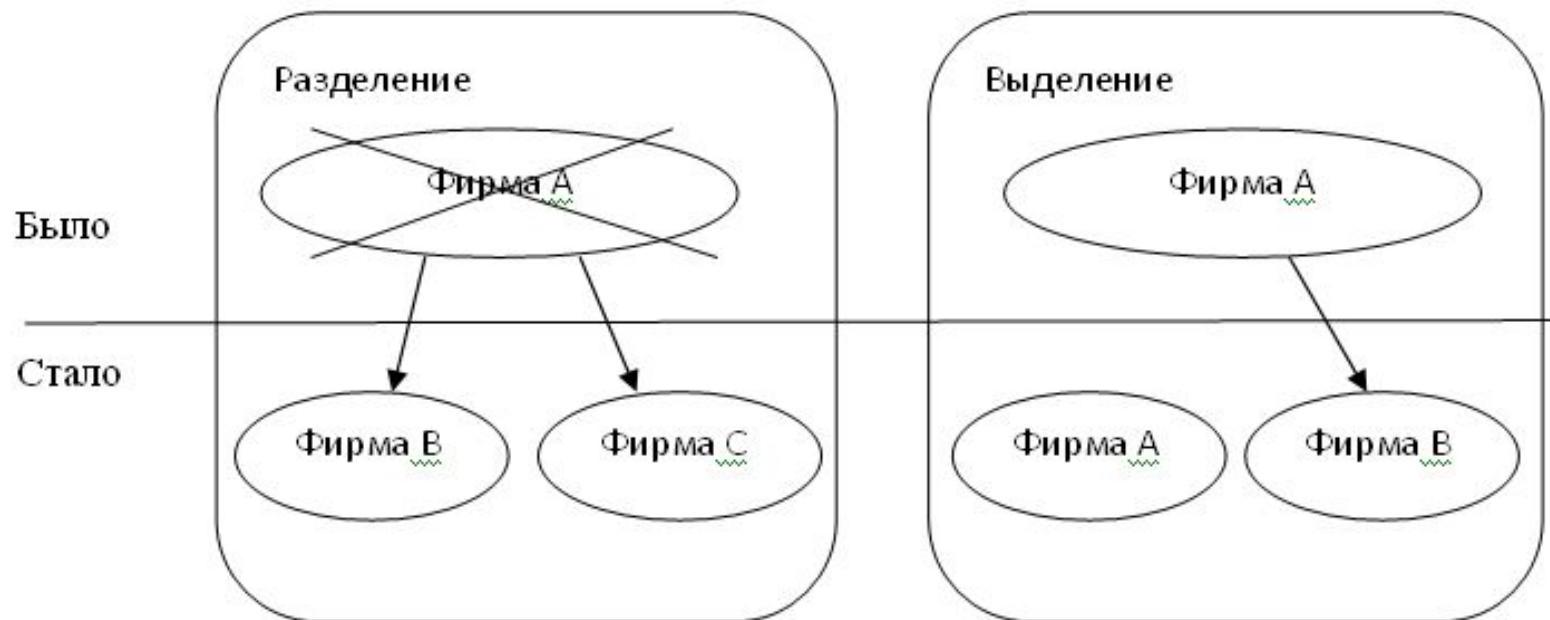 Разделение
Выделение
Фирма А
Фирма А
Было
Стало
Фирма В
Фирма С
Фирма А
Фирма В